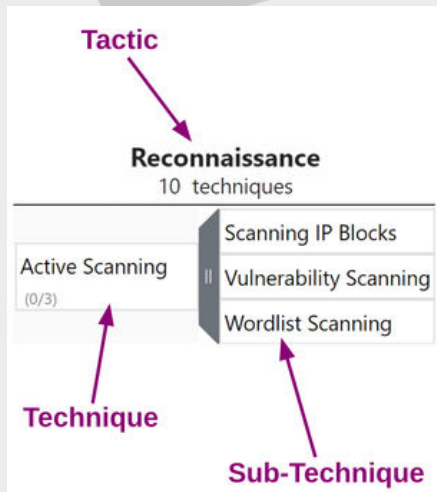 Tactic
Reconnaissance
10 techniques
Active Scanning
(0/3)
Scanning IP Blocks
Vulnerability Scanning
Wordlist Scanning
Technique
Sub-Technique